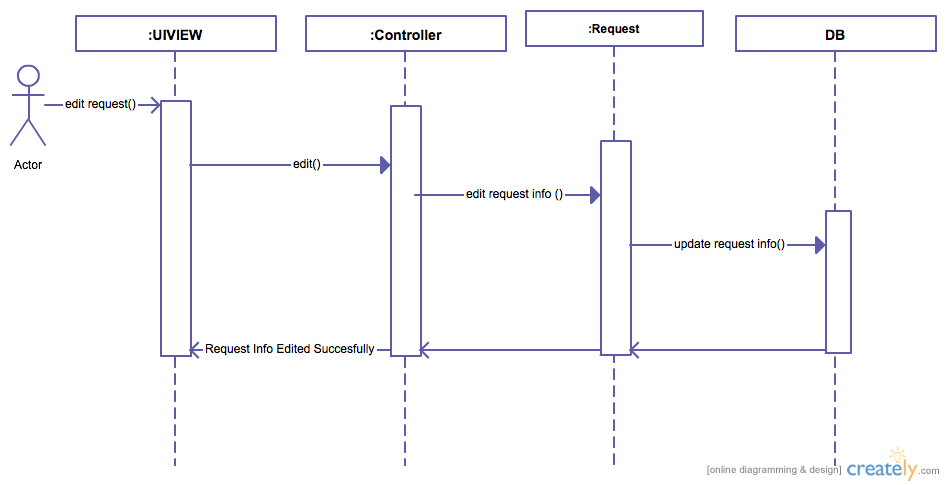 :UIVIEW
:Controller
:Request
DB
edit request()
Actor
edit()
edit request info ()
update request info()
Request Info Edited Succesfully
[online diagramming & design] creately.com